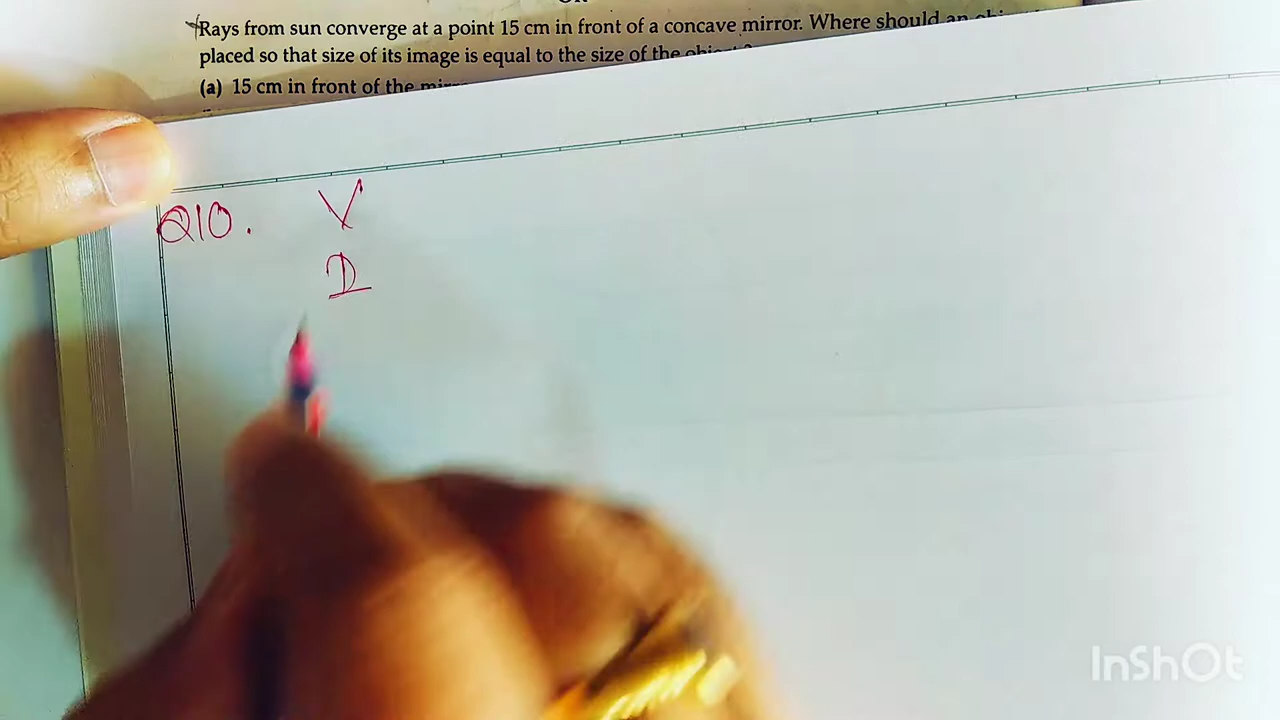 Rays from sun converge at a point 15 cm in front of a concave mirror. Where should an
placed so that size of its image is equal to the size of the
(a) 15 cm in front of the
Q10. V
I
InShOt